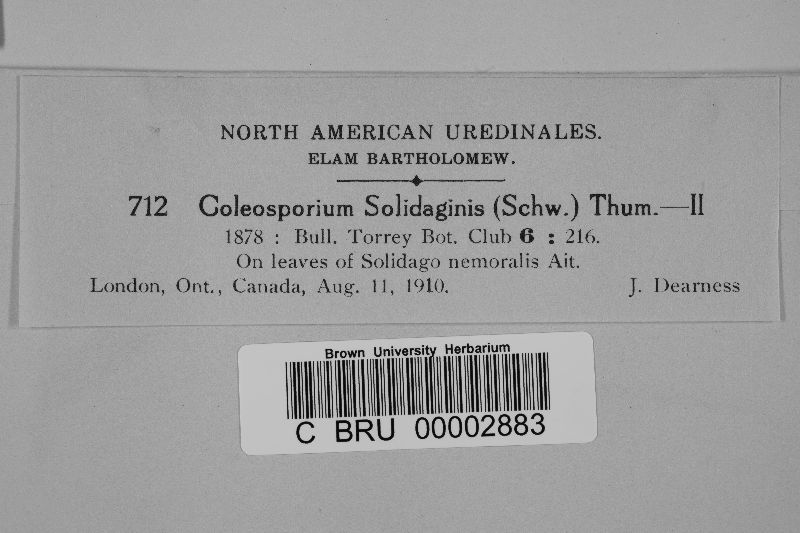 NORTH AMERICAN UREDINALES.
ELAM BARTHOLOMEW.
712 Coleosporium Solidaginis (Schw.) Thum.—II
1878 : Bull. Torrey Bot. Club 6 : 216.
On leaves of Solidago nemoralis Ait.
London, Ont., Canada, Aug. 11, 1910. J. Dearness
Brown University Herbarium
C BRU 00002883